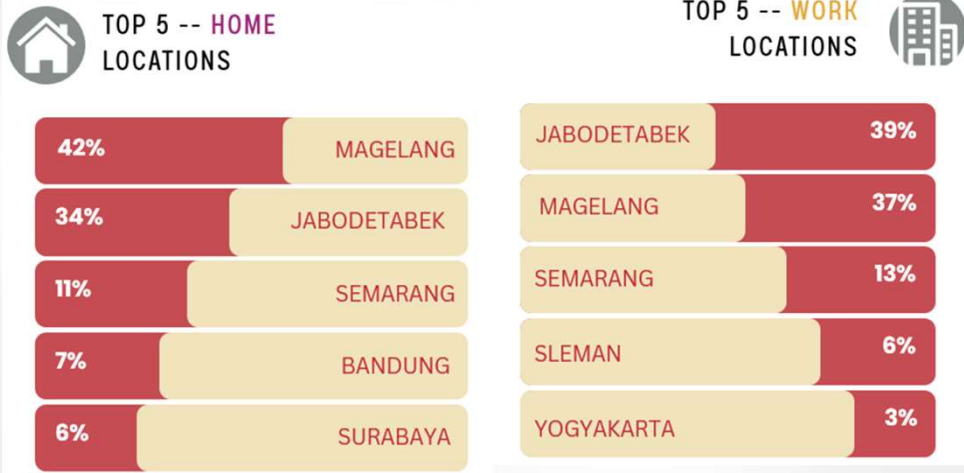 TOP 5 -- HOME
LOCATIONS
42% MAGELANG
34% JABODETABEK
11% SEMARANG
7% BANDUNG
6% SURABAYA
TOP 5 -- WORK
LOCATIONS
JABODETABEK 39%
MAGELANG 37%
SEMARANG 13%
SLEMAN 6%
YOGYAKARTA 3%